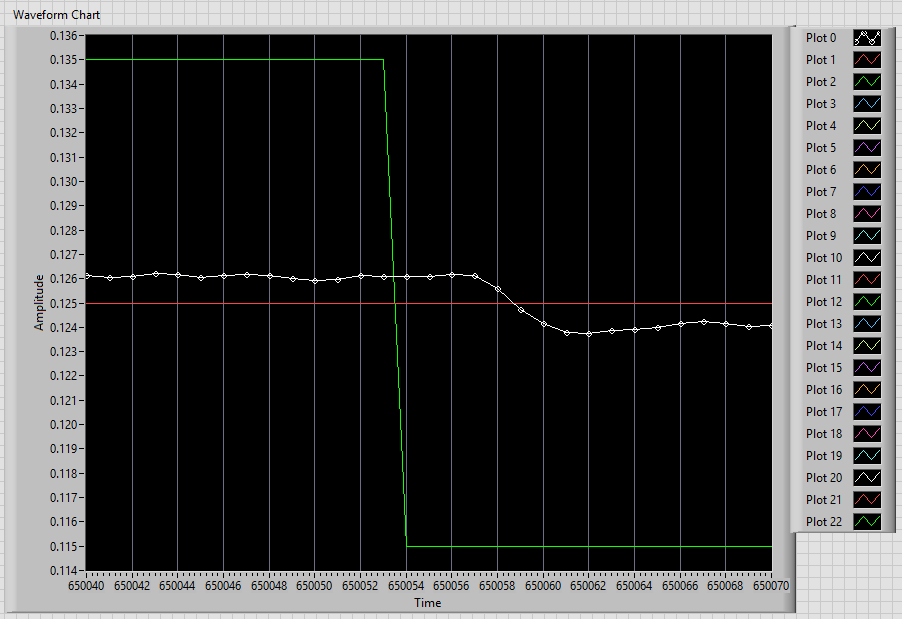 Waveform Chart
0.136
0.135
0.134
0.133
0.132
0.131
0.130
0.129
0.128
0.127
0.126
0.125
0.124
0.123
0.122
0.121
0.120
0.119
0.118
0.117
0.116
0.115
0.114
Amplitude
650040 650042 650044 650046 650048 650050 650052 650054 650056 650058 650060 650062 650064 650066 650068 650070
Time
Plot 0
Plot 1
Plot 2
Plot 3
Plot 4
Plot 5
Plot 6
Plot 7
Plot 8
Plot 9
Plot 10
Plot 11
Plot 12
Plot 13
Plot 14
Plot 15
Plot 16
Plot 17
Plot 18
Plot 19
Plot 20
Plot 21
Plot 22